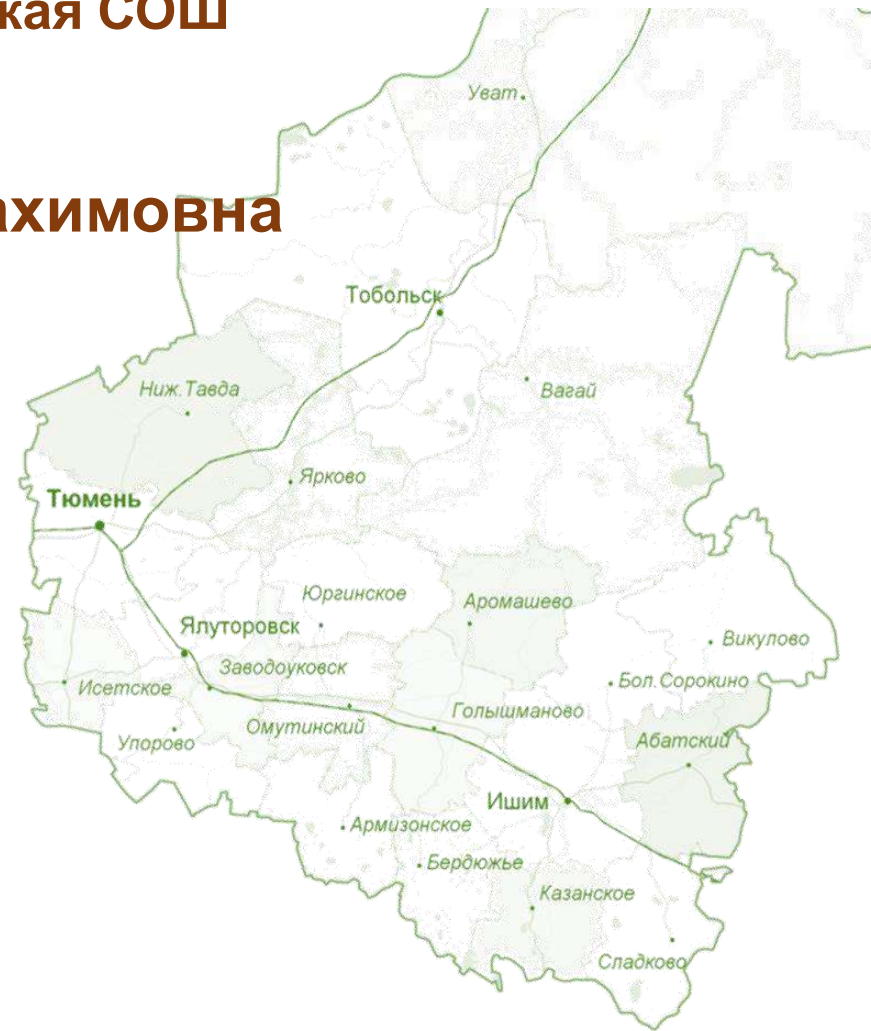 кая СОШ
Уват
ахимовна
Тобольск
Ниж.Тавда
Вагай
Ярково
Тюмень
Юргинское
Аромашево
Ялуторовск
Викулово
Заводоуковск
Исетское
Бол.Сорокино
Голышманово
Омутинский
Упорово
Абатский
Ишим
Армизонское
Бердюжье
Казанское
Сладково